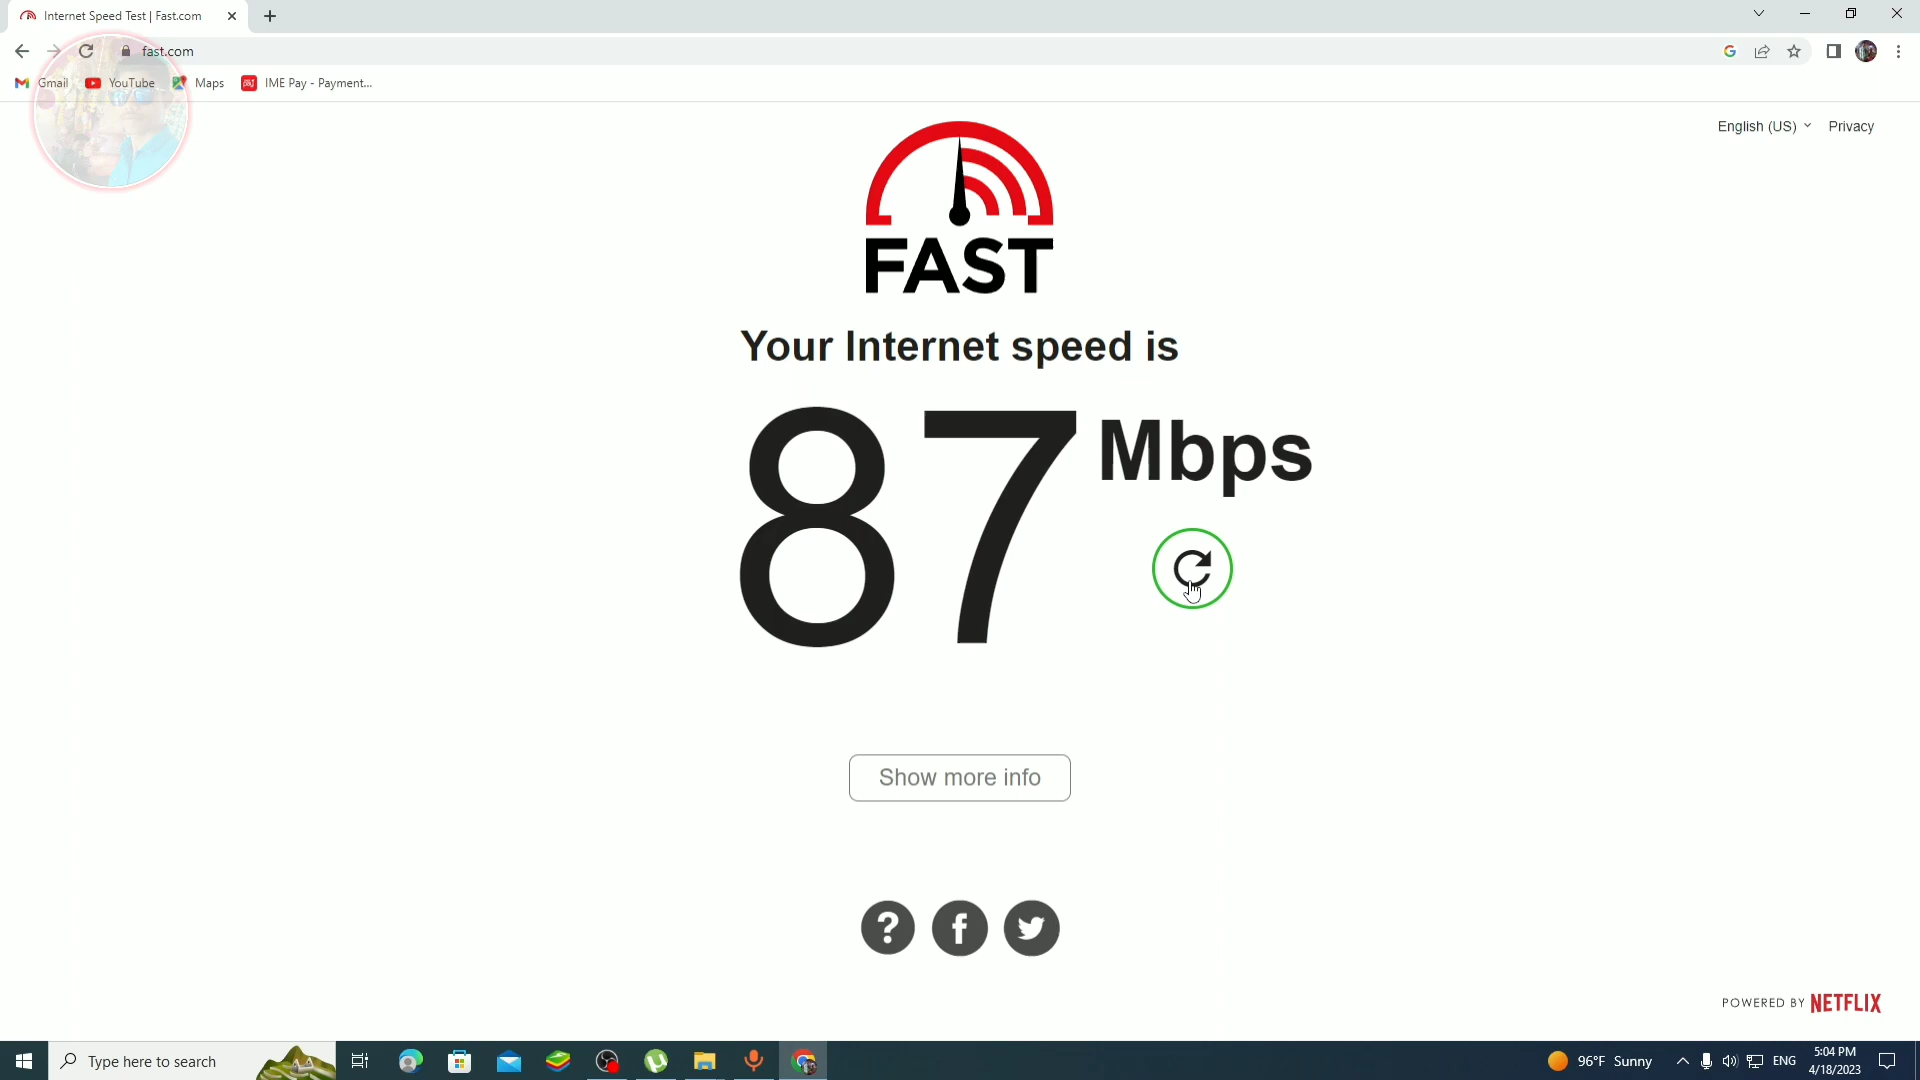 Internet Speed Test | Fast.com
fast.com
Gmail YouTube Maps IME Pay - Payment...
English (US) Privacy
FAST
Your Internet speed is
87 Mbps
Show more info
POWERED BY NETFLIX
Type here to search
96°F Sunny
ENG
5:04 PM
4/18/2023